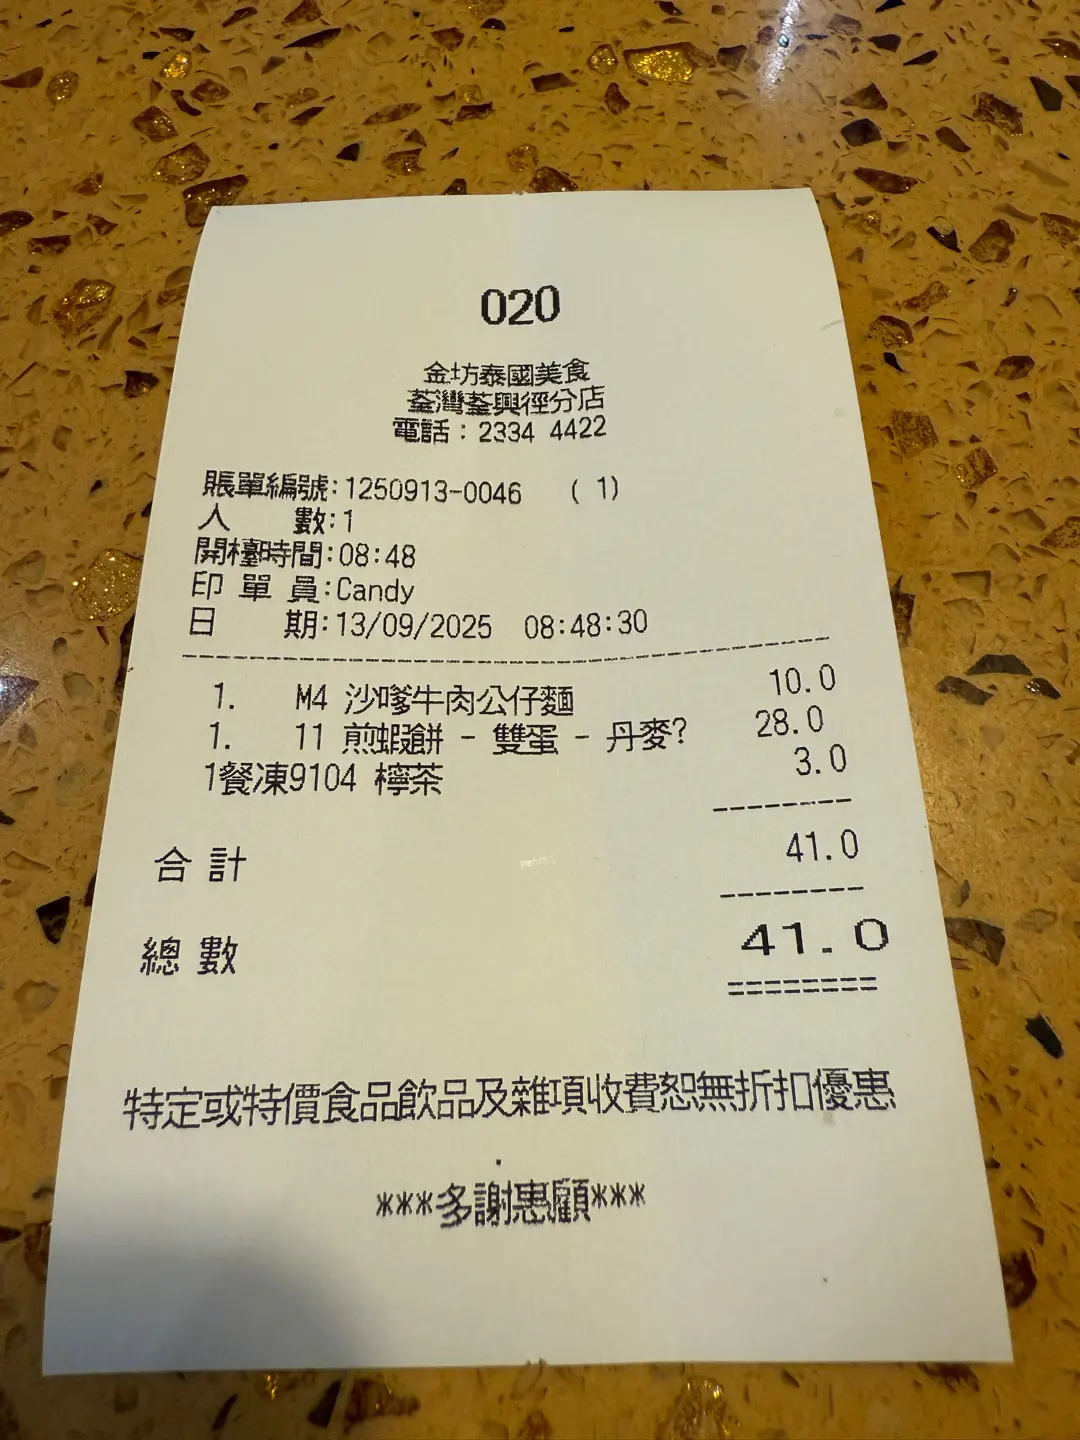 020
金坊泰國美食
荃灣荃興徑分店
電話：2334 4422
賬單編號:1250913-0046 ( 1)
人 數:1
開檯時間:08:48
印 單 員:Candy
日 期:13/09/2025 08:48:30
1. M4 沙嗲牛肉公仔麵 10.0
1. 11 煎蝦餅 - 雙蛋 - 丹麥? 28.0
1餐凍9104 檸茶 3.0
合 計 41.0
總 數 41.0
特定或特價食品飲品及雜項收費恕無折扣優惠
.
***多謝惠顧***